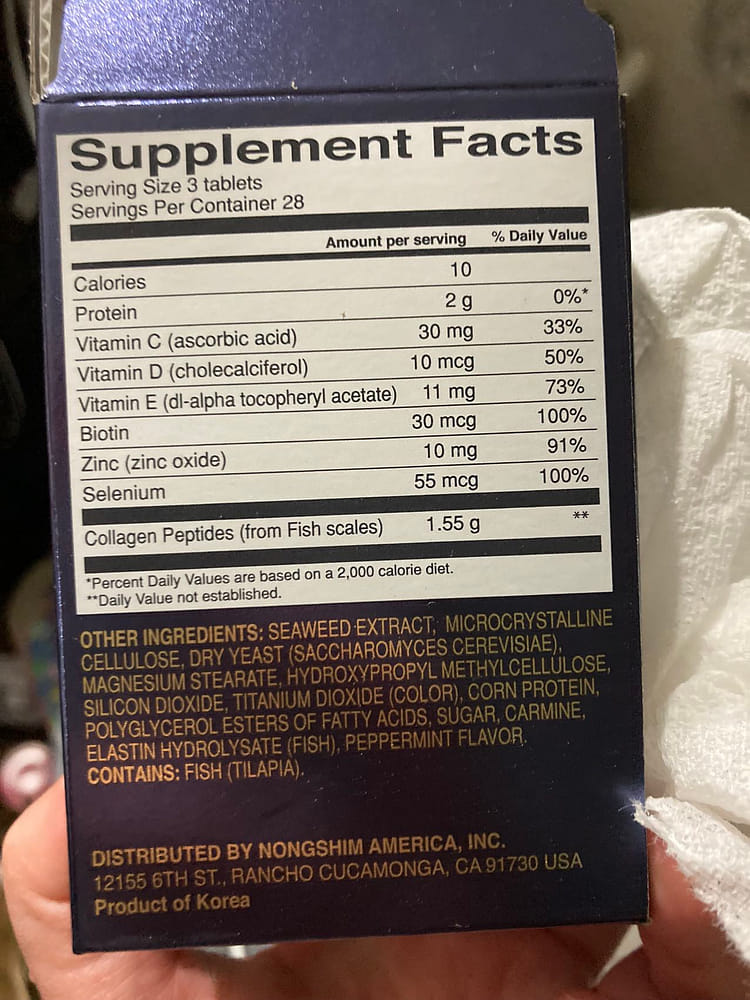 Supplement Facts
Serving Size 3 tablets
Servings Per Container 28
Amount per serving % Daily Value
Calories 10
Protein 2 g 0%*
Vitamin C (ascorbic acid) 30 mg 33%
Vitamin D (cholecalciferol) 10 mcg 50%
Vitamin E (dl-alpha tocopheryl acetate) 11 mg 73%
Biotin 30 mcg 100%
Zinc (zinc oxide) 10 mg 91%
Selenium 55 mcg 100%
Collagen Peptides (from Fish scales) 1.55 g **
*Percent Daily Values are based on a 2,000 calorie diet.
**Daily Value not established.
OTHER INGREDIENTS: SEAWEED EXTRACT, MICROCRYSTALLINE
CELLULOSE, DRY YEAST (SACCHAROMYCES CEREVISIAE),
MAGNESIUM STEARATE, HYDROXYPROPYL METHYLCELLULOSE,
SILICON DIOXIDE, TITANIUM DIOXIDE (COLOR), CORN PROTEIN,
POLYGLYCEROL ESTERS OF FATTY ACIDS, SUGAR, CARMINE,
ELASTIN HYDROLYSATE (FISH), PEPPERMINT FLAVOR.
CONTAINS: FISH (TILAPIA).
DISTRIBUTED BY NONGSHIM AMERICA, INC.
12155 6TH ST., RANCHO CUCAMONGA, CA 91730 USA
Product of Korea